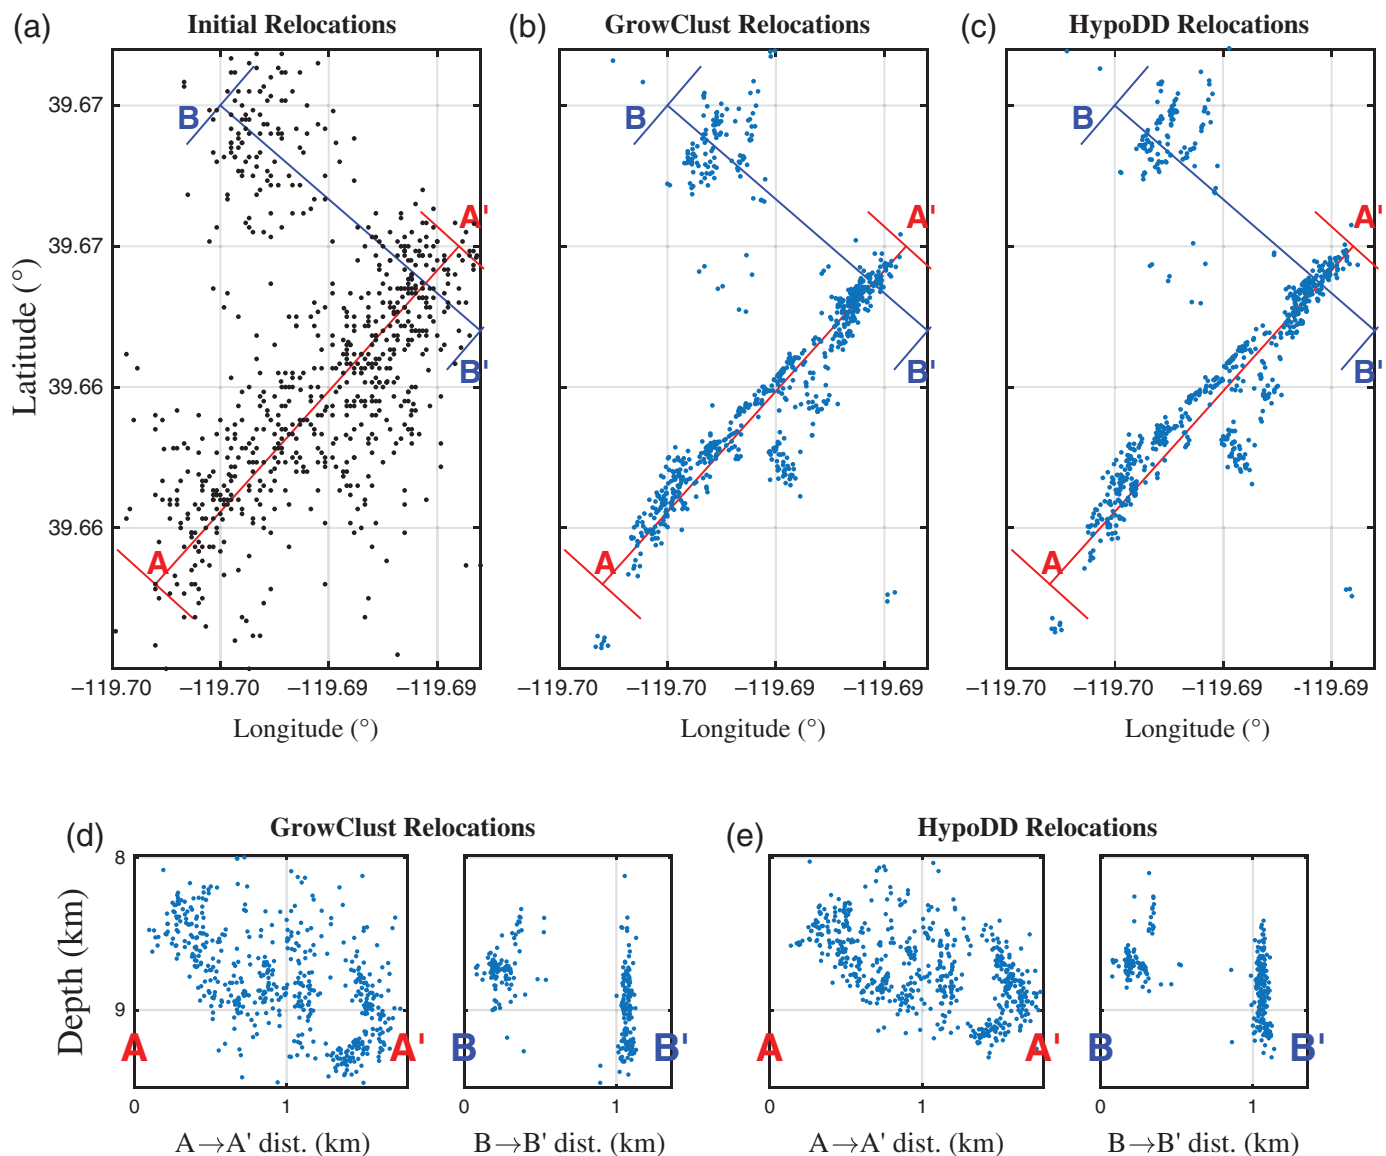 (a) Initial Relocations
(b) GrowClust Relocations
(c) HypoDD Relocations
Latitude (°)
39.67
39.67
39.66
39.66
B
A'
B'
A
B
A'
B'
A
B
A'
B'
A
−119.70 −119.70 −119.69 −119.69
−119.70 −119.70 −119.69 −119.69
−119.70 −119.70 −119.69 -119.69
Longitude (°)
Longitude (°)
Longitude (°)
(d) GrowClust Relocations
(e) HypoDD Relocations
Depth (km)
8
9
A A' B B'
A A' B B'
0 1
0 1
0 1
0 1
A→A' dist. (km)
B→B' dist. (km)
A→A' dist. (km)
B→B' dist. (km)